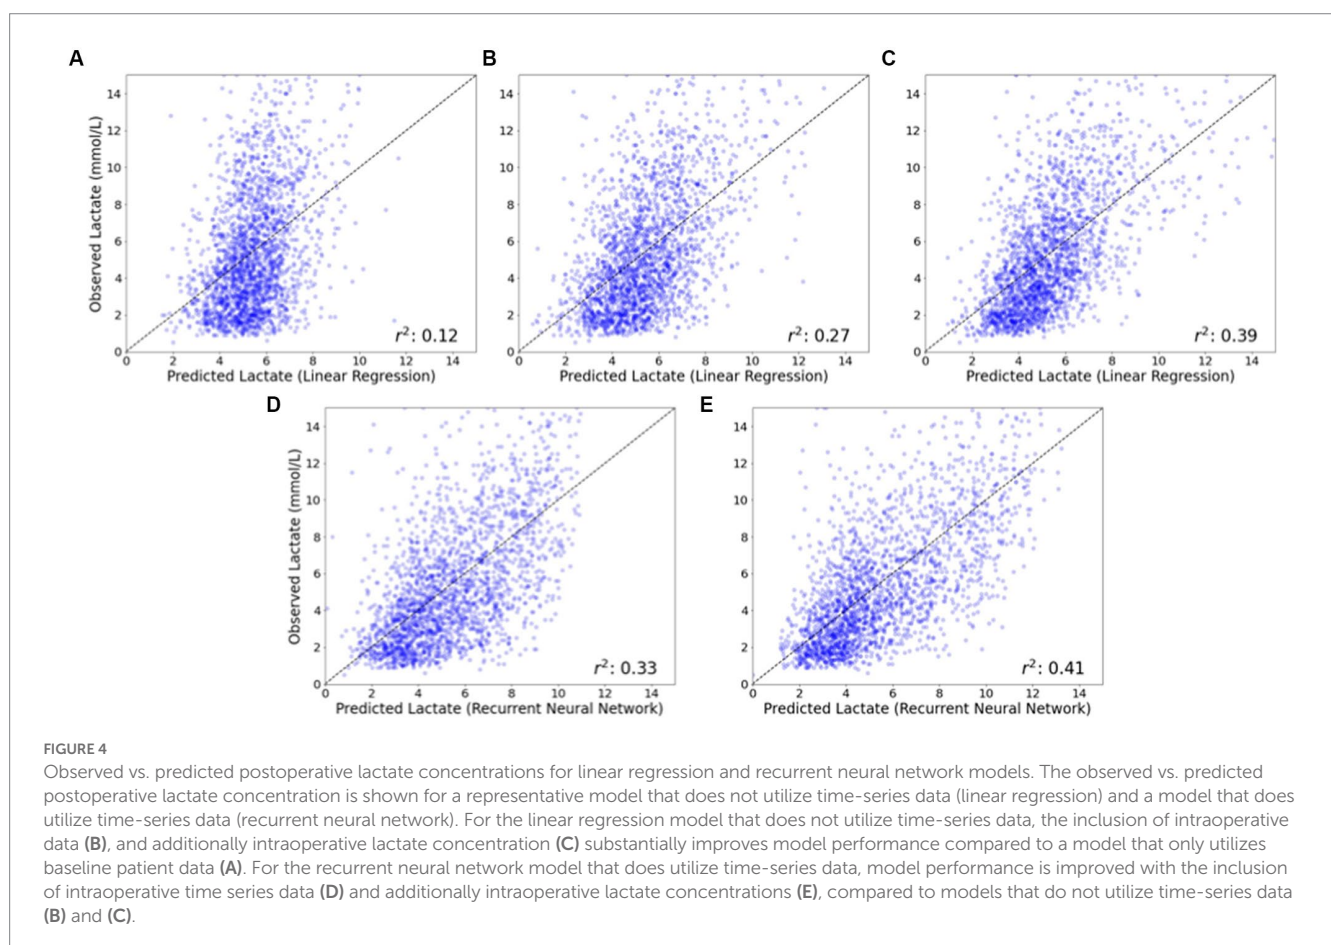 A
B
C
14
12
10
8
6
4
2
0
Observed Lactate (mmol/L)
r²: 0.12
0 2 4 6 8 10 12 14
Predicted Lactate (Linear Regression)
14
12
10
8
6
4
2
0
r²: 0.27
0 2 4 6 8 10 12 14
Predicted Lactate (Linear Regression)
14
12
10
8
6
4
2
0
r²: 0.39
0 2 4 6 8 10 12 14
Predicted Lactate (Linear Regression)
D
E
14
12
10
8
6
4
2
0
Observed Lactate (mmol/L)
r²: 0.33
0 2 4 6 8 10 12 14
Predicted Lactate (Recurrent Neural Network)
14
12
10
8
6
4
2
0
r²: 0.41
0 2 4 6 8 10 12 14
Predicted Lactate (Recurrent Neural Network)
FIGURE 4
Observed vs. predicted postoperative lactate concentrations for linear regression and recurrent neural network models. The observed vs. predicted
postoperative lactate concentration is shown for a representative model that does not utilize time-series data (linear regression) and a model that does
utilize time-series data (recurrent neural network). For the linear regression model that does not utilize time-series data, the inclusion of intraoperative
data (B), and additionally intraoperative lactate concentration (C) substantially improves model performance compared to a model that only utilizes
baseline patient data (A). For the recurrent neural network model that does utilize time-series data, model performance is improved with the inclusion
of intraoperative time series data (D) and additionally intraoperative lactate concentrations (E), compared to models that do not utilize time-series data
(B) and (C).